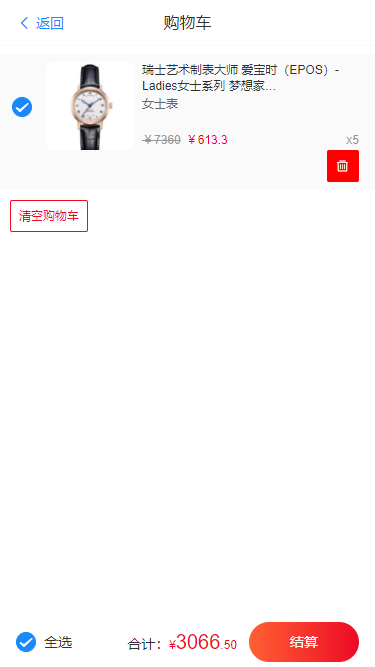 返回
购物车
瑞士艺术制表大师 爱宝时（EPOS）-
Ladies女士系列 梦想家...
女士表
￥7360 ￥613.3
x5
清空购物车
全选
合计：¥3066.50
结算